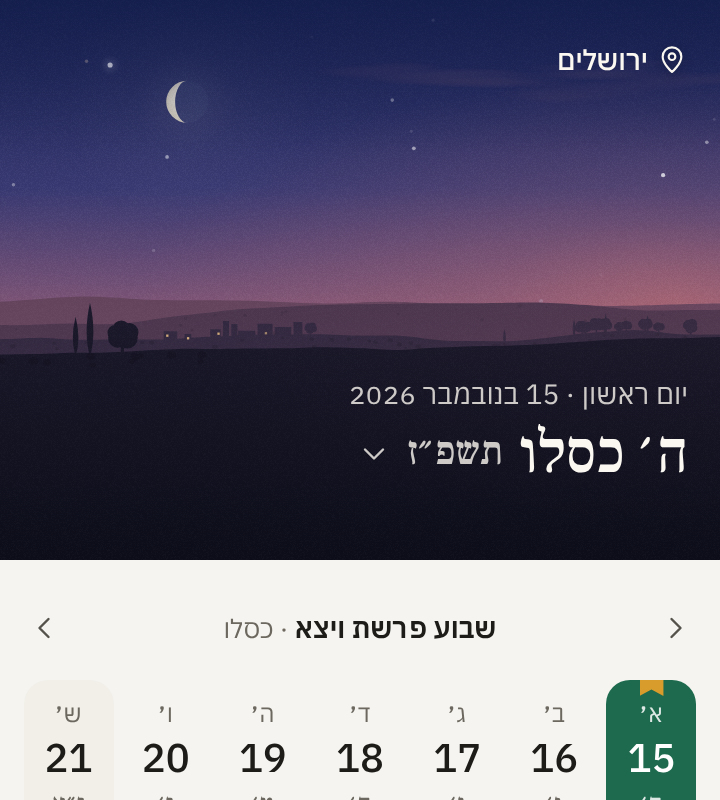 ירושלים
יום ראשון · 15 בנובמבר 2026
ה׳ כסלו תשפ״ז
שבוע פרשת ויצא · כסלו
א׳ ב׳ ג׳ ד׳ ה׳ ו׳ ש׳
15 16 17 18 19 20 21